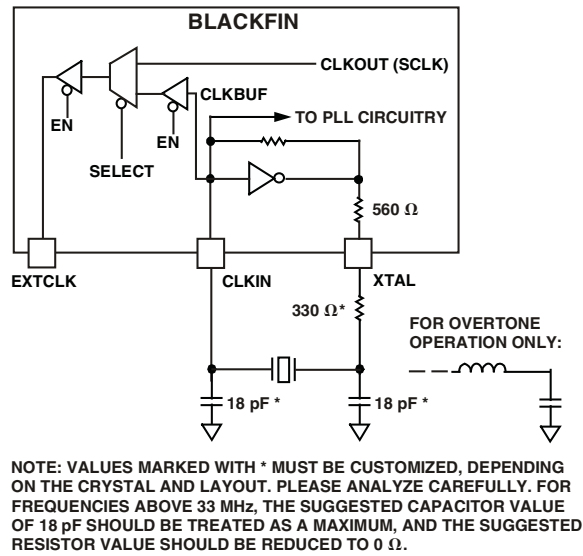 BLACKFIN
CLKOUT (SCLK)
CLKBUF
TO PLL CIRCUITRY
EN
EN
SELECT
560 Ω
EXTCLK
CLKIN
XTAL
330 Ω*
FOR OVERTONE
OPERATION ONLY:
18 pF *
18 pF *
NOTE: VALUES MARKED WITH * MUST BE CUSTOMIZED, DEPENDING
ON THE CRYSTAL AND LAYOUT. PLEASE ANALYZE CAREFULLY. FOR
FREQUENCIES ABOVE 33 MHz, THE SUGGESTED CAPACITOR VALUE
OF 18 pF SHOULD BE TREATED AS A MAXIMUM, AND THE SUGGESTED
RESISTOR VALUE SHOULD BE REDUCED TO 0 Ω.